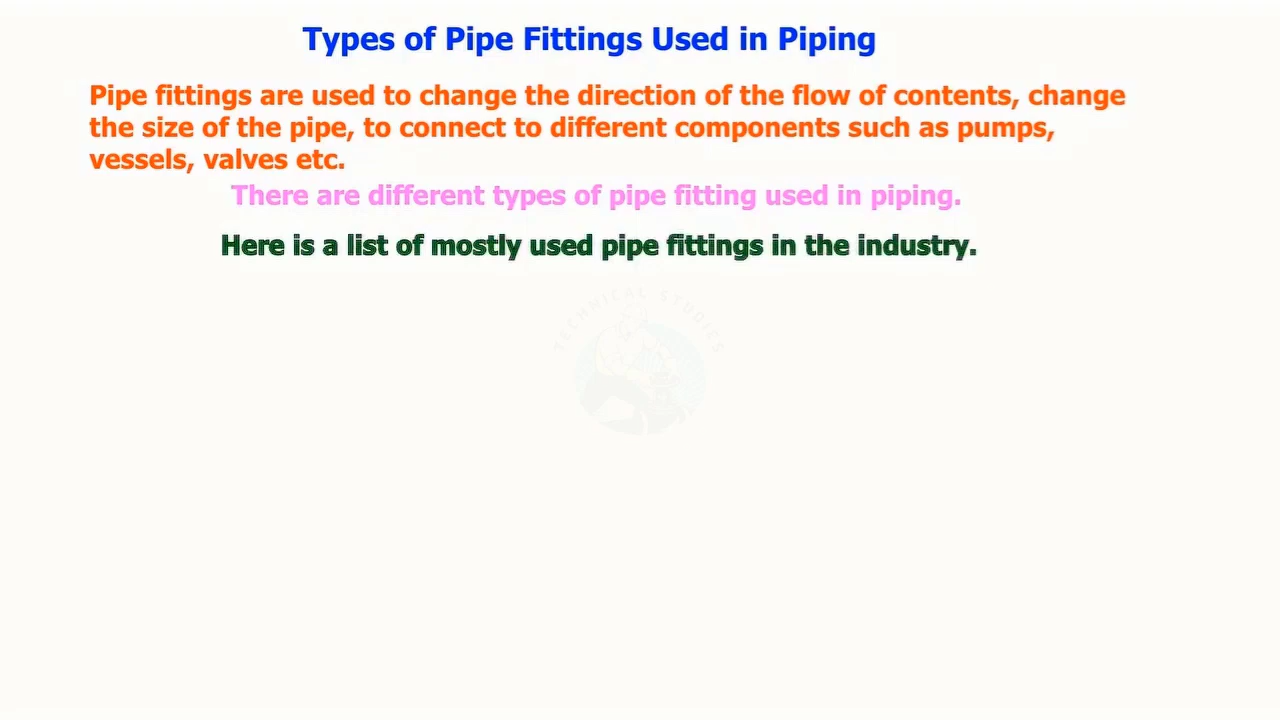 Types of Pipe Fittings Used in Piping
Pipe fittings are used to change the direction of the flow of contents, change
the size of the pipe, to connect to different components such as pumps,
vessels, valves etc.
There are different types of pipe fitting used in piping.
Here is a list of mostly used pipe fittings in the industry.
TECHNICAL STUDIES